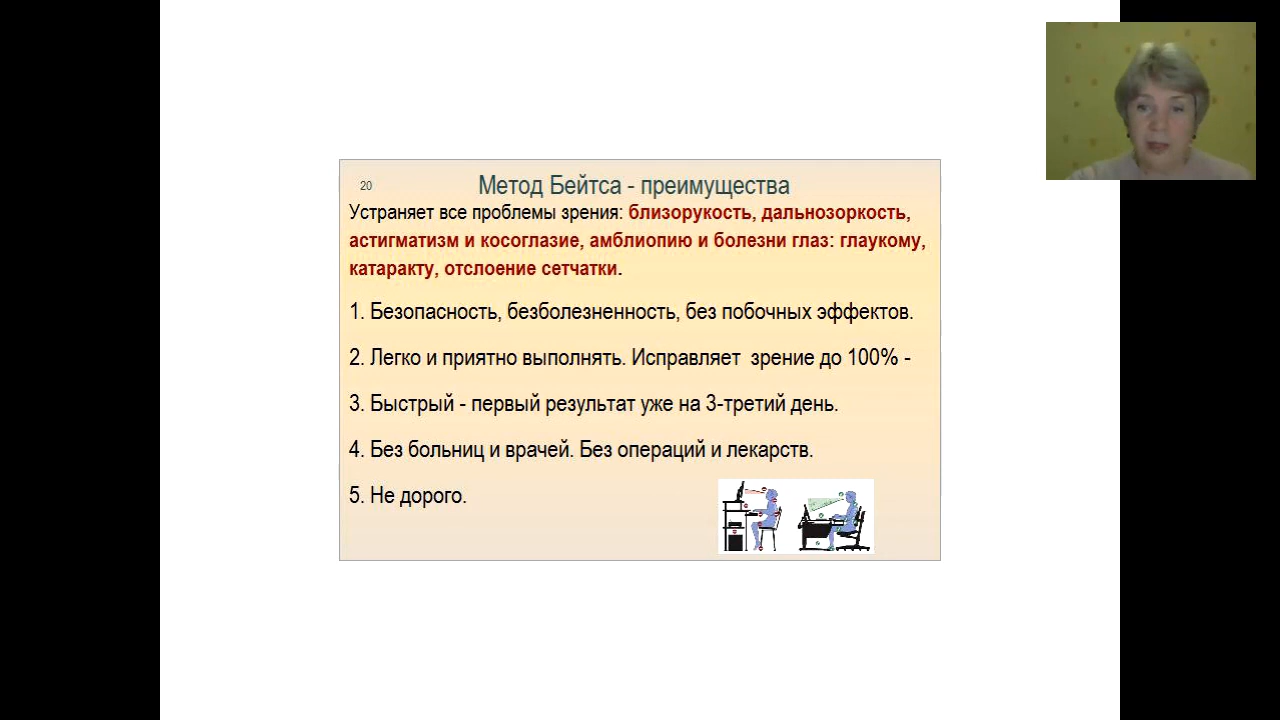 20
Метод Бейтса - преимущества
Устраняет все проблемы зрения: близорукость, дальнозоркость,
астигматизм и косоглазие, амблиопию и болезни глаз: глаукому,
катаракту, отслоение сетчатки.
1. Безопасность, безболезненность, без побочных эффектов.
2. Легко и приятно выполнять. Исправляет зрение до 100% -
3. Быстрый - первый результат уже на 3-третий день.
4. Без больниц и врачей. Без операций и лекарств.
5. Не дорого.